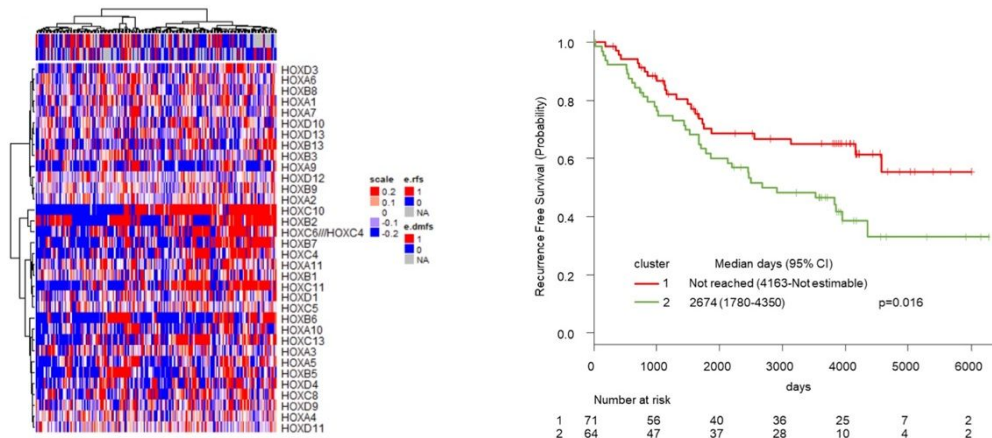 HOXD3
HOXA6
HOXB8
HOXA1
HOXA7
HOXD10
HOXD13
HOXB13
HOXB3
HOXA9
HOXD12
HOXB9
HOXA2
HOXC10
HOXB2
HOXC6///HOXC4
HOXB7
HOXC4
HOXA11
HOXB1
HOXC11
HOXD1
HOXC5
HOXB6
HOXA10
HOXC13
HOXA3
HOXA5
HOXB5
HOXD4
HOXC8
HOXD9
HOXA4
HOXD11
scale
0.2
0.1
0
-0.1
-0.2
e.rfs
1
0
NA
e.dmfs
1
0
NA
Recurrence Free Survival (Probability)
1.0
0.8
0.6
0.4
0.2
0.0
cluster Median days (95% CI)
1 Not reached (4163-Not estimable)
2 2674 (1780-4350) p=0.016
0 1000 2000 3000 4000 5000 6000
days
Number at risk
1 71 56 40 36 25 7 2
2 64 47 37 28 10 4 2